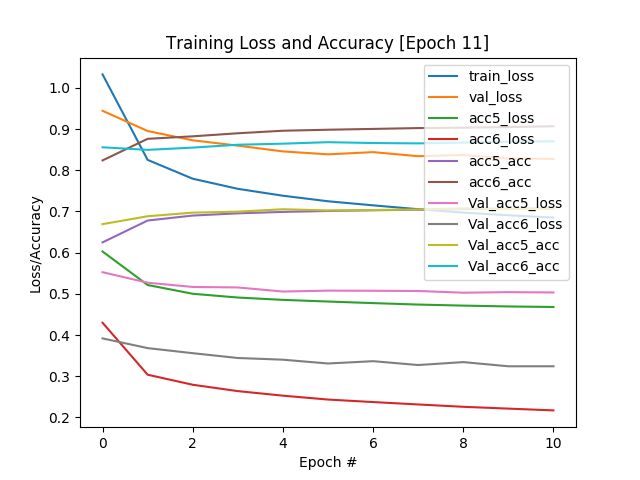 Training Loss and Accuracy [Epoch 11]
Loss/Accuracy
1.0
0.9
0.8
0.7
0.6
0.5
0.4
0.3
0.2
train_loss
val_loss
acc5_loss
acc6_loss
acc5_acc
acc6_acc
Val_acc5_loss
Val_acc6_loss
Val_acc5_acc
Val_acc6_acc
0 2 4 6 8 10
Epoch #